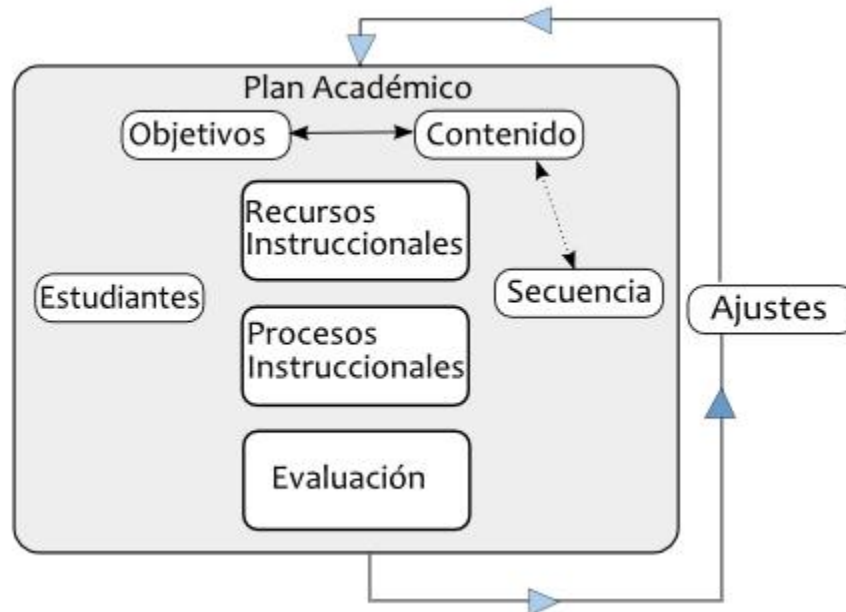 Plan Académico
Objetivos
Contenido
Recursos
Instruccionales
Estudiantes
Secuencia
Ajustes
Procesos
Instruccionales
Evaluación